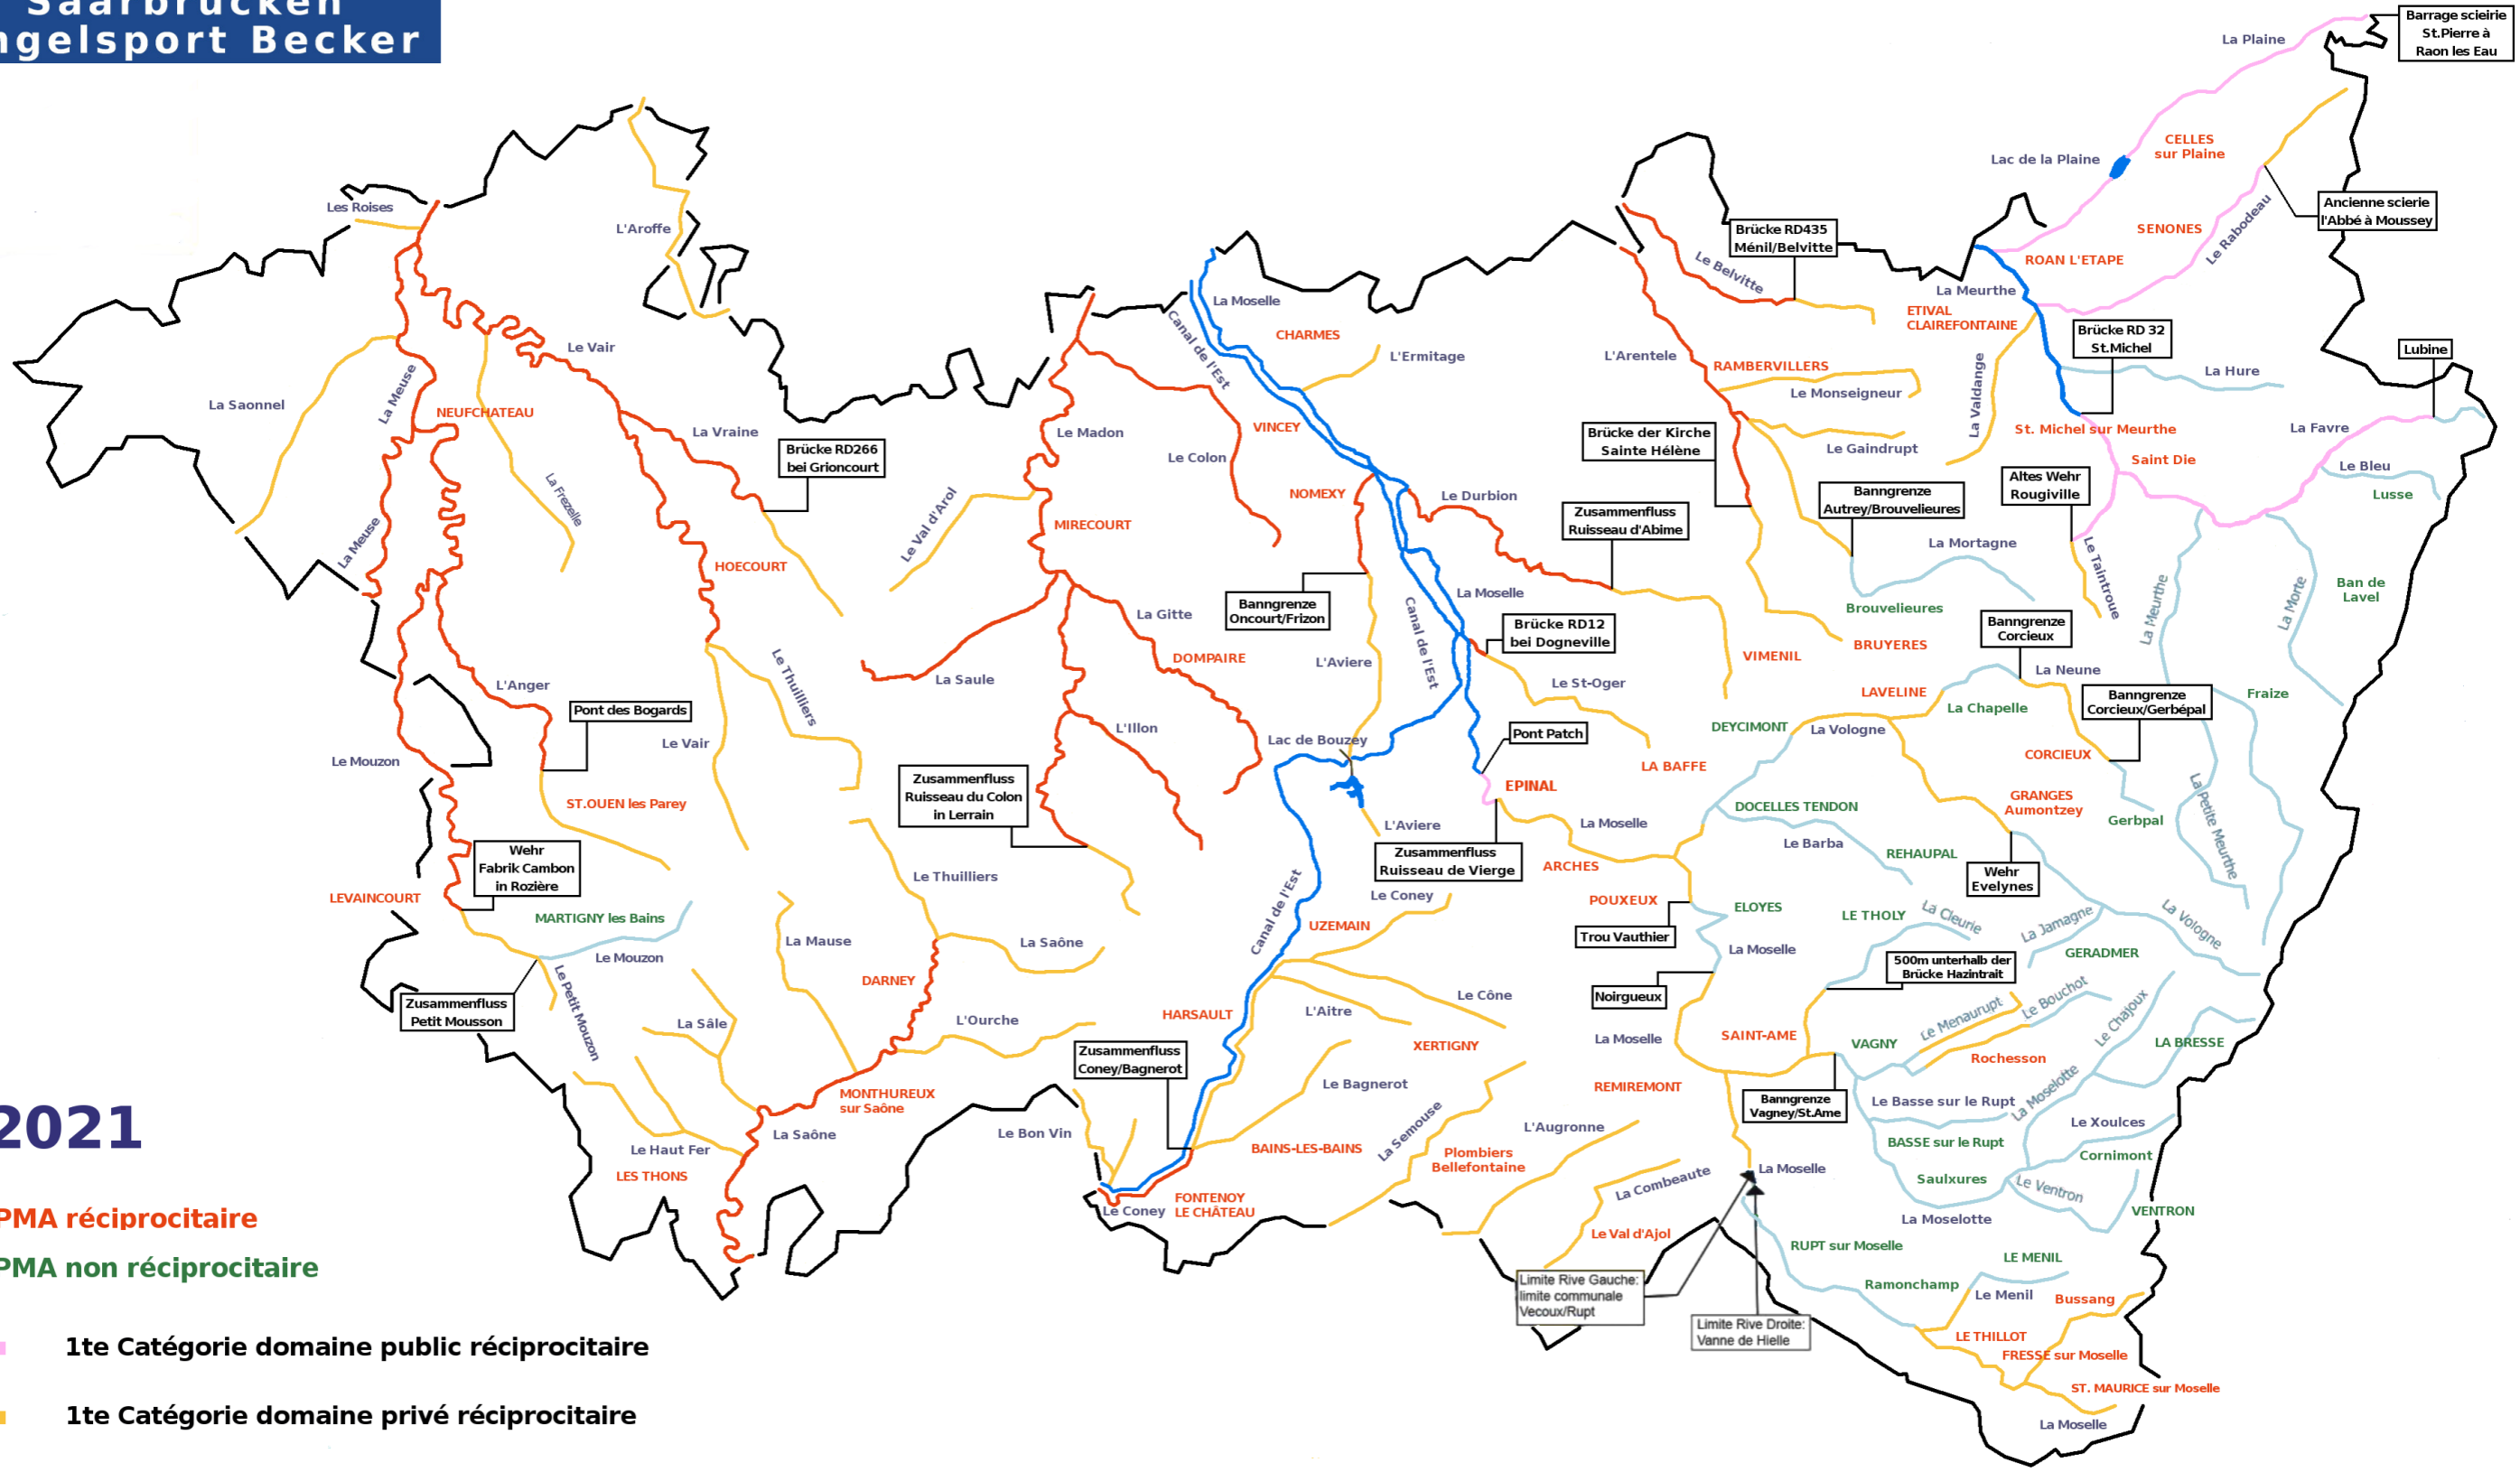 Saarbrücken
ngelsport Becker
Barrage scieirie
St.Pierre à
Raon les Eau
La Plaine
CELLES
sur Plaine
Lac de la Plaine
Ancienne scierie
l'Abbé à Moussey
SENONES
Le Rabodeau
ROAN L'ETAPE
Les Roises
L'Aroffe
Brücke RD435
Ménil/Belvitte
Le Belvitte
La Meurthe
ETIVAL
CLAIREFONTAINE
Brücke RD 32
St.Michel
Lubine
La Moselle
Canal de l'Est
CHARMES
L'Ermitage
L'Arentele
RAMBERVILLERS
Le Monseigneur
La Valdange
La Hure
Le Vair
La Saonnel
La Meuse
NEUFCHATEAU
La Vraine
Brücke RD266
bei Grioncourt
Le Madon
VINCEY
Le Colon
Brücke der Kirche
Sainte Hélène
Le Gaindrupt
St. Michel sur Meurthe
La Favre
Saint Die
Le Bleu
Lusse
La Frezelle
Le Val d'Arol
NOMEXY
Le Durbion
Zusammenfluss
Ruisseau d'Abime
Banngrenze
Autrey/Brouvelieures
Altes Wehr
Rougiville
MIRECOURT
La Meuse
HOECOURT
La Mortagne
Le Taintroue
La Meurthe
La Morte
Ban de
Lavel
Banngrenze
Oncourt/Frizon
La Moselle
Canal de l'Est
Brouvelieures
Banngrenze
Corcieux
La Gitte
Brücke RD12
bei Dogneville
BRUYERES
VIMENIL
DOMPAIRE
L'Aviere
La Neune
La Saule
L'Anger
Le Thuilliers
Le St-Oger
LAVELINE
La Chapelle
Banngrenze
Corcieux/Gerbépal
Fraize
Pont des Bogards
L'Illon
DEYCIMONT
La Vologne
Le Vair
Lac de Bouzey
Pont Patch
CORCIEUX
Le Mouzon
LA BAFFE
Zusammenfluss
Ruisseau du Colon
in Lerrain
EPINAL
ST.OUEN les Parey
DOCELLES TENDON
GRANGES
Aumontzey
Gerbpal
La Petite Meurthe
L'Aviere
La Moselle
Le Barba
REHAUPAL
Wehr
Fabrik Cambon
in Rozière
Zusammenfluss
Ruisseau de Vierge
ARCHES
Wehr
Evelynes
Le Thuilliers
LEVAINCOURT
Le Coney
POUXEUX
ELOYES
LE THOLY
La Cleurie
La Jamagne
La Vologne
MARTIGNY les Bains
Canal de l'Est
UZEMAIN
Trou Vauthier
La Mause
La Saône
La Moselle
GERADMER
Le Mouzon
500m unterhalb der
Brücke Hazintrait
DARNEY
Le Petit Mouzon
Zusammenfluss
Petit Mousson
Le Cône
Noirgueux
L'Aitre
HARSAULT
L'Ourche
La Sâle
Le Menaurupt
Le Bouchot
Le Chajoux
La Moselle
SAINT-AME
VAGNY
XERTIGNY
LA BRESSE
Zusammenfluss
Coney/Bagnerot
Rochesson
Le Bagnerot
REMIREMONT
La Moselotte
MONTHUREUX
sur Saône
Banngrenze
Vagney/St.Ame
Le Basse sur le Rupt
2021
Le Bon Vin
La Semouse
L'Augronne
La Saône
Le Xoulces
BASSE sur le Rupt
Le Haut Fer
BAINS-LES-BAINS
Plombiers
Bellefontaine
Cornimont
LES THONS
La Moselle
La Combeaute
Saulxures
Le Ventron
FONTENOY
LE CHÂTEAU
Le Coney
VENTRON
PMA réciprocitaire
La Moselotte
Le Val d'Ajol
RUPT sur Moselle
PMA non réciprocitaire
LE MENIL
Limite Rive Gauche:
limite communale
Vecoux/Rupt
Ramonchamp
Le Menil
Bussang
Limite Rive Droite:
Vanne de Hielle
LE THILLOT
1te Catégorie domaine public réciprocitaire
FRESSE sur Moselle
ST. MAURICE sur Moselle
1te Catégorie domaine privé réciprocitaire
La Moselle